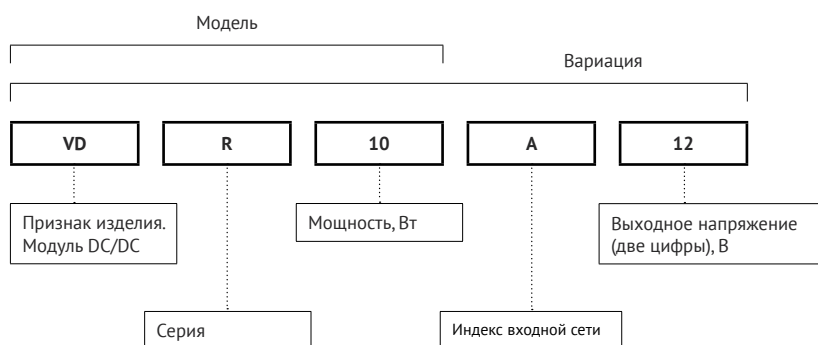 Модель
Вариация
VD
R
10
A
12
Признак изделия.
Модуль DC/DC
Мощность, Вт
Выходное напряжение
(две цифры), В
Серия
Индекс входной сети